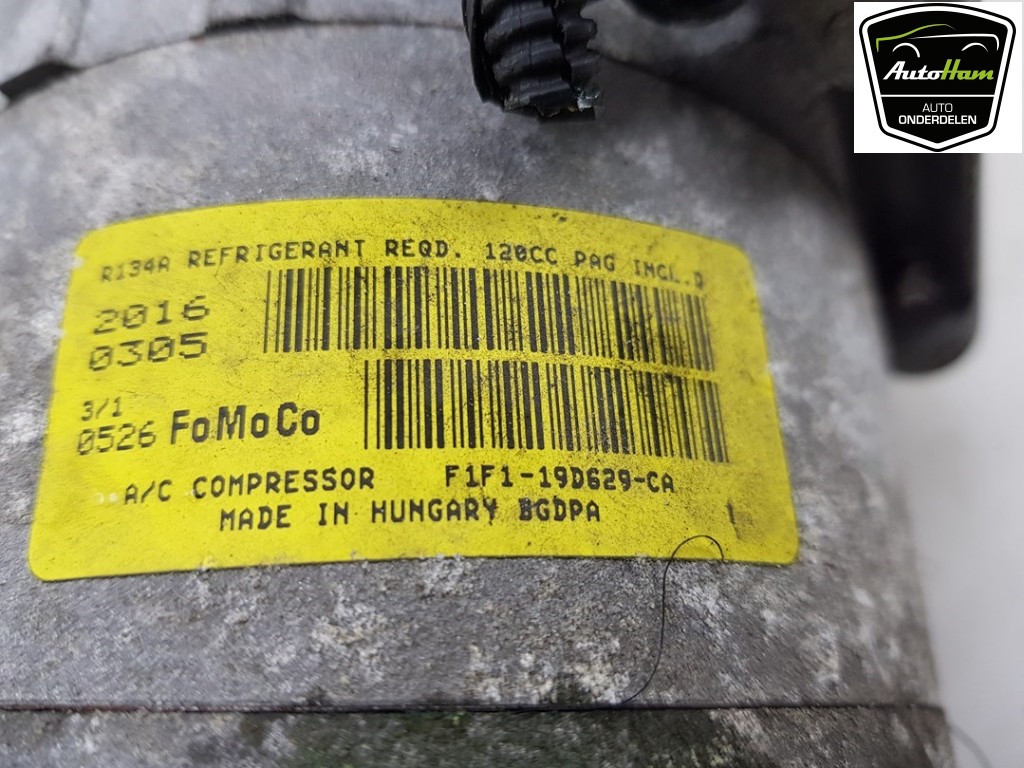 AutoHam
AUTO
ONDERDELEN
R134A REFRIGERANT REQD. 120CC PAG INCL.D
2016
0305
3/1
0526 FoMoCo
A/C COMPRESSOR F1F1-19D629-CA
MADE IN HUNGARY BGDPA 1